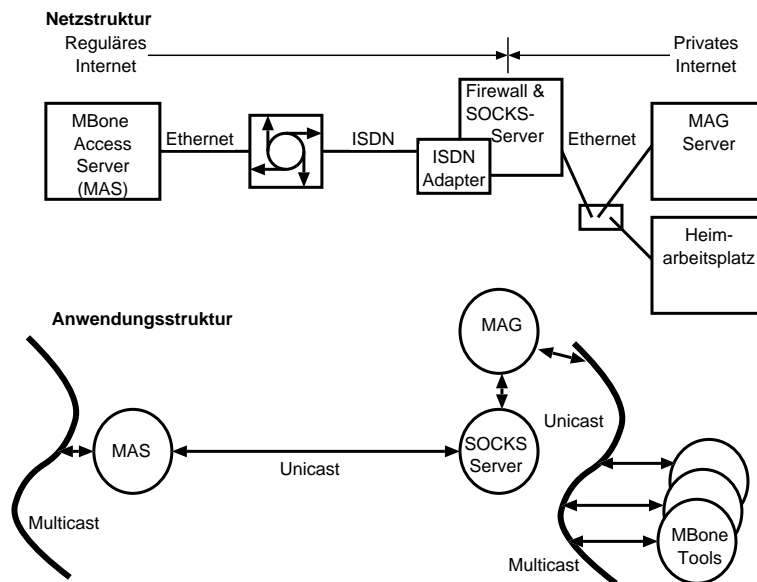 Netzstruktur
Reguläres
Internet
Privates
Internet
MBone
Access
Server
(MAS)
Ethernet
ISDN
Firewall &
SOCKS-
Server
ISDN
Adapter
Ethernet
MAG
Server
Heim-
arbeitsplatz
Anwendungsstruktur
MAG
MAS
Unicast
SOCKS
Server
Unicast
Multicast
Multicast
MBone
Tools